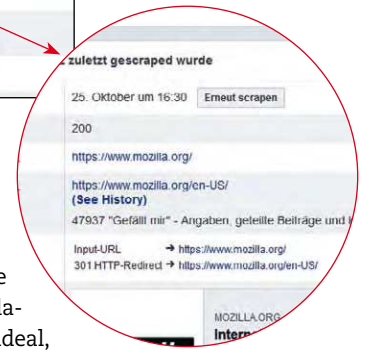 zuletzt gescraped wurde
25. Oktober um 16:30 Erneut scrapen
200
https://www.mozilla.org/
https://www.mozilla.org/en-US/
(See History)
47937 "Gefällt mir" - Angaben, geteilte Beiträge und
Input-URL → https://www.mozilla.org/
301 HTTP-Redirect → https://www.mozilla.org/en-US/
MOZILLA.ORG
e
la-
ideal,